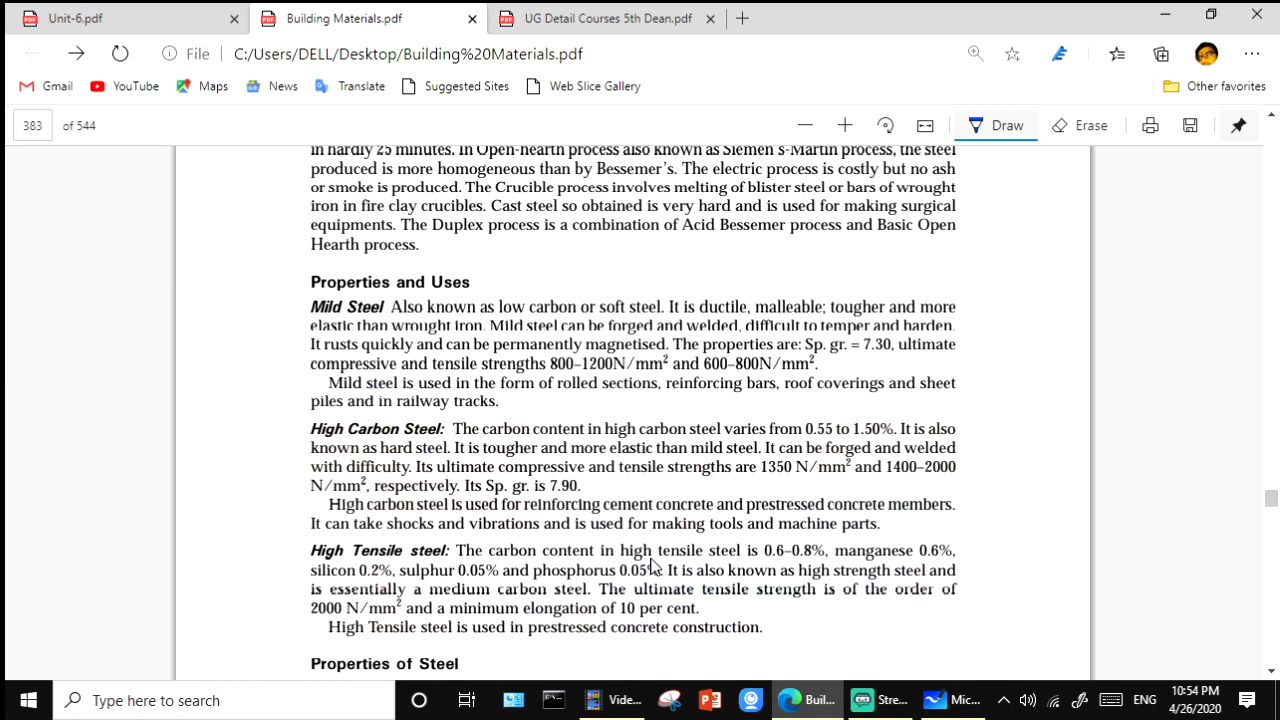 Unit-6.pdf
Building Materials.pdf
UG Detail Courses 5th Dean.pdf
File
C:/Users/DELL/Desktop/Building%20Materials.pdf
Gmail
YouTube
Maps
News
Translate
Suggested Sites
Web Slice Gallery
Other favorites
383 of 544
Draw
Erase
in hardly 25 minutes. In Open-hearth process also known as Siemen's-Martin process, the steel
produced is more homogeneous than by Bessemer's. The electric process is costly but no ash
or smoke is produced. The Crucible process involves melting of blister steel or bars of wrought
iron in fire clay crucibles. Cast steel so obtained is very hard and is used for making surgical
equipments. The Duplex process is a combination of Acid Bessemer process and Basic Open
Hearth process.
Properties and Uses
Mild Steel Also known as low carbon or soft steel. It is ductile, malleable; tougher and more
elastic than wrought iron. Mild steel can be forged and welded, difficult to temper and harden.
It rusts quickly and can be permanently magnetised. The properties are: Sp. gr. = 7.30, ultimate
compressive and tensile strengths 800–1200N/mm² and 600–800N/mm².
Mild steel is used in the form of rolled sections, reinforcing bars, roof coverings and sheet
piles and in railway tracks.
High Carbon Steel: The carbon content in high carbon steel varies from 0.55 to 1.50%. It is also
known as hard steel. It is tougher and more elastic than mild steel. It can be forged and welded
with difficulty. Its ultimate compressive and tensile strengths are 1350 N/mm² and 1400–2000
N/mm², respectively. Its Sp. gr. is 7.90.
High carbon steel is used for reinforcing cement concrete and prestressed concrete members.
It can take shocks and vibrations and is used for making tools and machine parts.
High Tensile steel: The carbon content in high tensile steel is 0.6–0.8%, manganese 0.6%,
silicon 0.2%, sulphur 0.05% and phosphorus 0.05%. It is also known as high strength steel and
is essentially a medium carbon steel. The ultimate tensile strength is of the order of
2000 N/mm² and a minimum elongation of 10 per cent.
High Tensile steel is used in prestressed concrete construction.
Properties of Steel
Type here to search
Vide...
Buil...
Stre...
Mic...
ENG
10:54 PM
4/26/2020